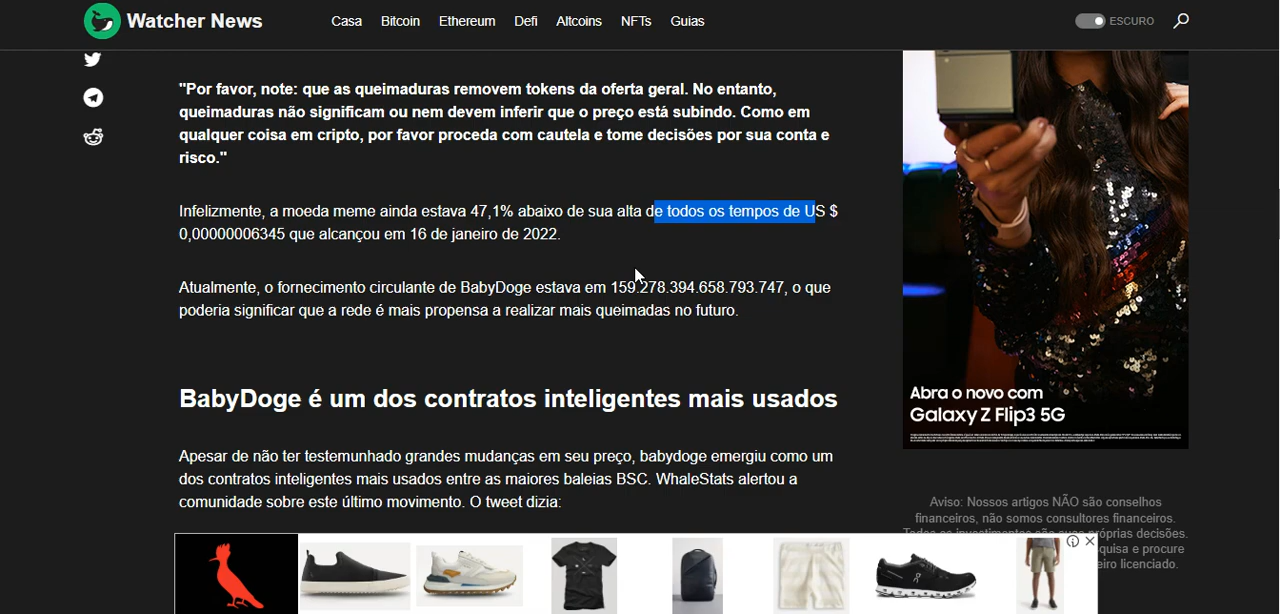 Watcher News
Casa Bitcoin Ethereum Defi Altcoins NFTs Guias
ESCURO
"Por favor, note: que as queimaduras removem tokens da oferta geral. No entanto,
queimaduras não significam ou nem devem inferir que o preço está subindo. Como em
qualquer coisa em cripto, por favor proceda com cautela e tome decisões por sua conta e
risco."
Infelizmente, a moeda meme ainda estava 47,1% abaixo de sua alta de todos os tempos de US $
0,00000006345 que alcançou em 16 de janeiro de 2022.
Atualmente, o fornecimento circulante de BabyDoge estava em 159.278.394.658.793.747, o que
poderia significar que a rede é mais propensa a realizar mais queimadas no futuro.
BabyDoge é um dos contratos inteligentes mais usados
Apesar de não ter testemunhado grandes mudanças em seu preço, babydoge emergiu como um
dos contratos inteligentes mais usados entre as maiores baleias BSC. WhaleStats alertou a
comunidade sobre este último movimento. O tweet dizia:
Abra o novo com
Galaxy Z Flip3 5G
Aviso: Nossos artigos NÃO são conselhos
financeiros, não somos consultores financeiros.
próprias decisões.
procure
licenciado.